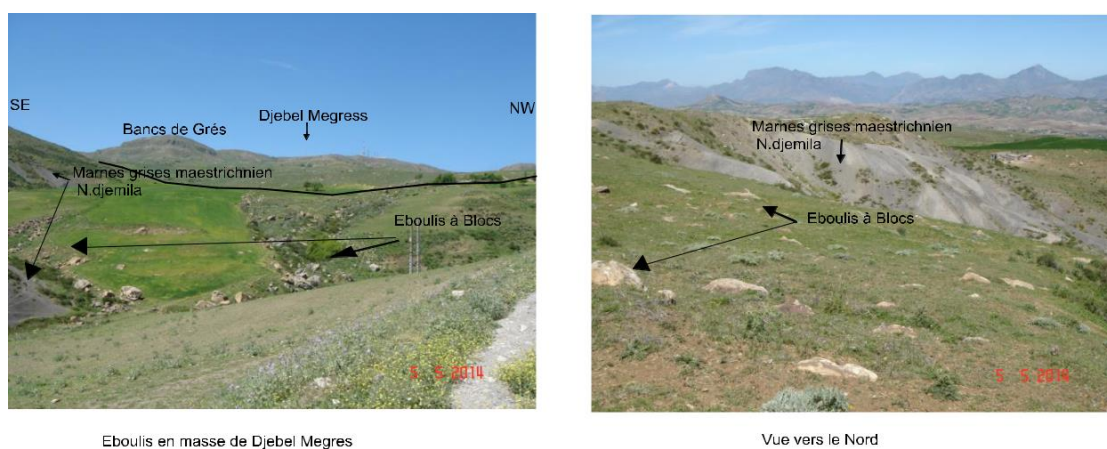 SE
NW
Bancs de Grés
Djebel Megress
Marnes grises maestrichnien
N.djemila
Eboulis à Blocs
5 5 2014
Eboulis en masse de Djebel Megres
Marnes grises maestrichnien
N.djemila
Eboulis à Blocs
5 5 2014
Vue vers le Nord